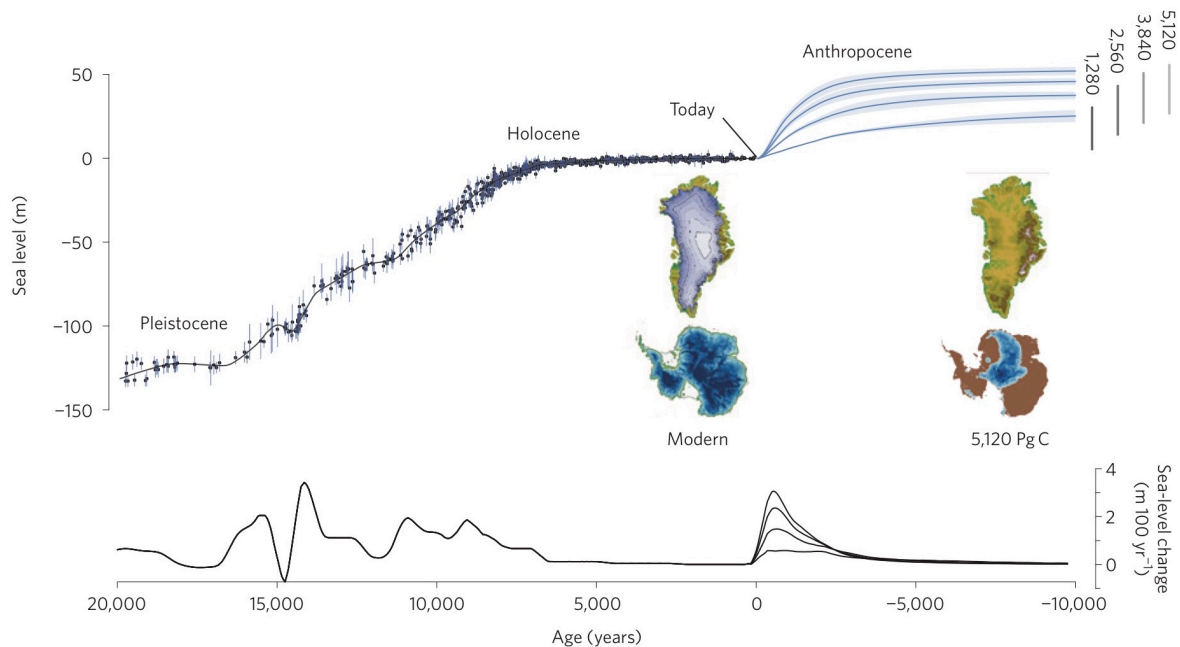 5,120
3,840
2,560
1,280
Anthropocene
50
Today
Holocene
0
Sea level (m)
−50
Pleistocene
−100
−150
Modern
5,120 Pg C
4
2
0
Sea-level change
(m 100 yr⁻¹)
20,000
15,000
10,000
5,000
0
−5,000
−10,000
Age (years)